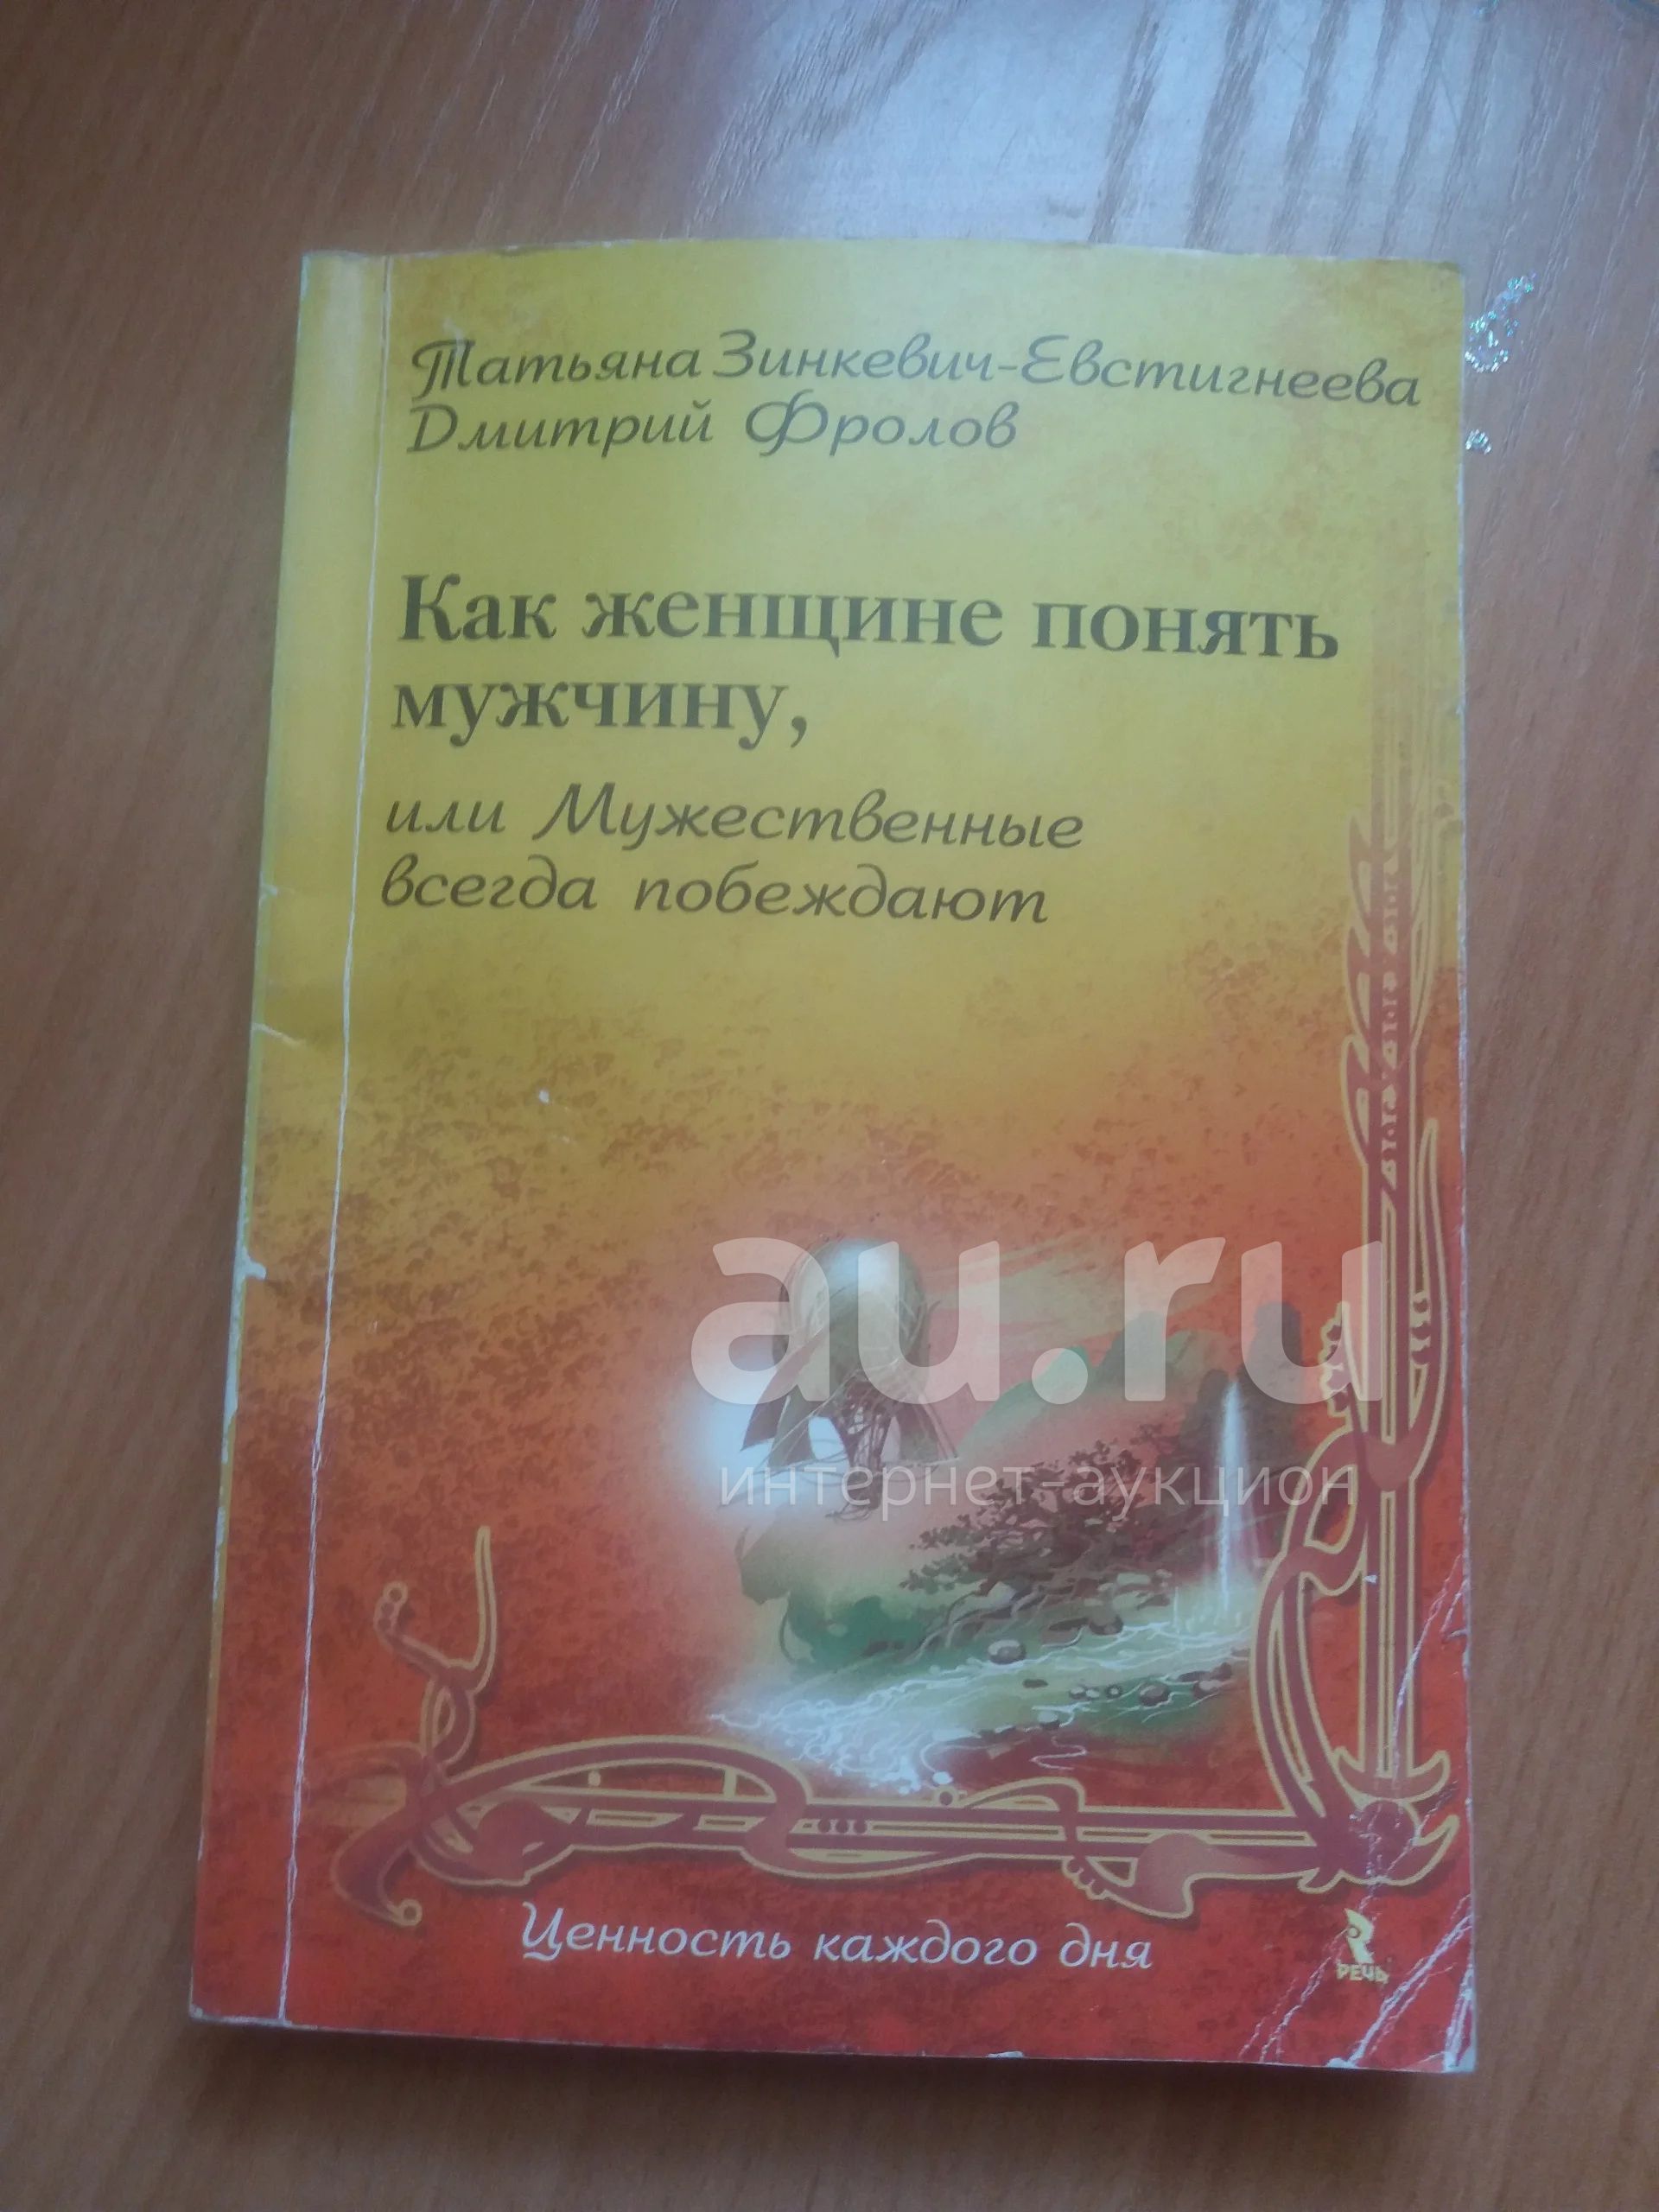 Татьяна Зинкевич-Евстигнеева
Дмитрий Фролов
Как женщине понять
мужчину,
или Мужественные
всегда побеждают
au.ru
интернет-аукцион
Ценность каждого дня
РЕЧЬ